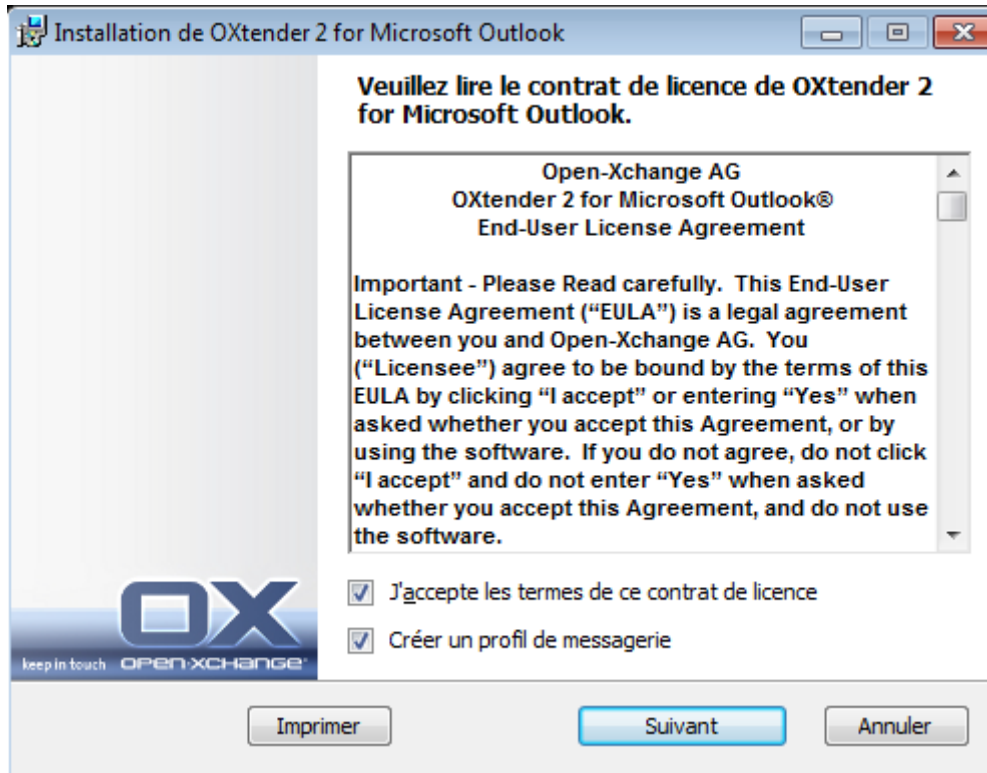 Installation de OXtender 2 for Microsoft Outlook
Veuillez lire le contrat de licence de OXtender 2
for Microsoft Outlook.
Open-Xchange AG
OXtender 2 for Microsoft Outlook®
End-User License Agreement
Important - Please Read carefully.  This End-User
License Agreement (“EULA”) is a legal agreement
between you and Open-Xchange AG.  You
(“Licensee”) agree to be bound by the terms of this
EULA by clicking “I accept” or entering “Yes” when
asked whether you accept this Agreement, or by
using the software.  If you do not agree, do not click
“I accept” and do not enter “Yes” when asked
whether you accept this Agreement, and do not use
the software.
J'accepte les termes de ce contrat de licence
Créer un profil de messagerie
OX
keep in touch OPEN-XCHANGE
Imprimer
Suivant
Annuler